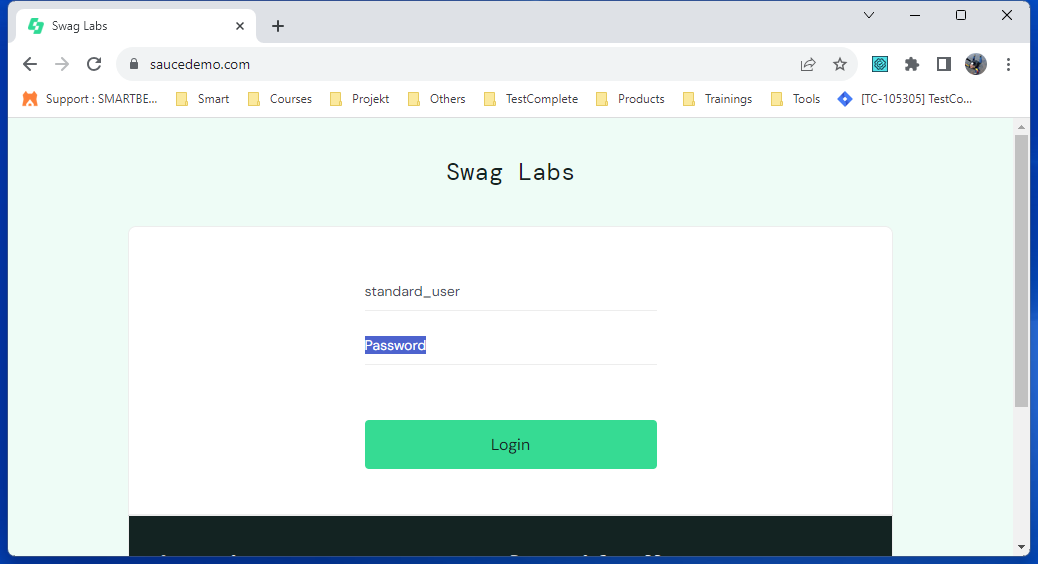 Swag Labs
saucedemo.com
Support : SMARTBE... Smart Courses Projekt Others TestComplete Products Trainings Tools [TC-105305] TestCo...
Swag Labs
standard_user
Password
Login